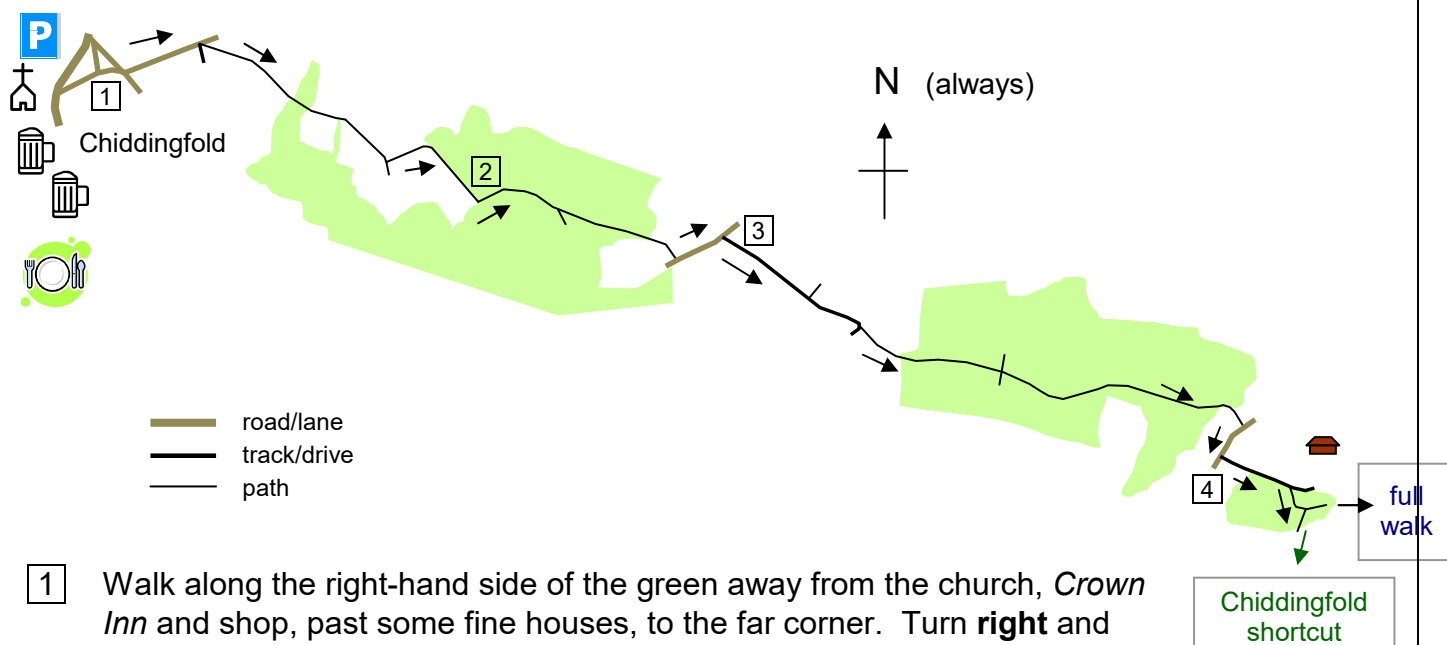 P
N (always)
1
Chiddingfold
2
3
road/lane
track/drive
path
4
full
walk
1 Walk along the right-hand side of the green away from the church, Crown
Inn and shop, past some fine houses, to the far corner. Turn right and
Chiddingfold
shortcut